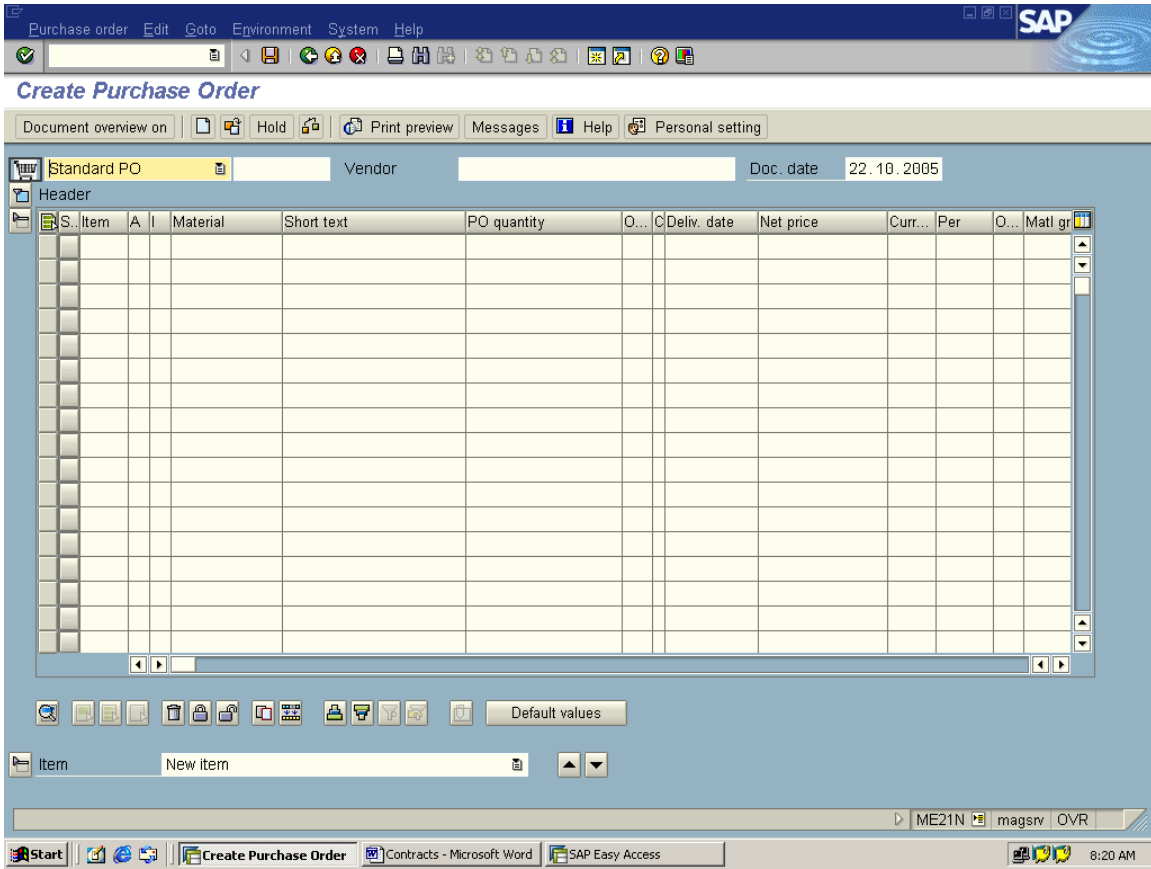 Purchase order Edit Goto Environment System Help
SAP
Create Purchase Order
Document overview on Hold Print preview Messages Help Personal setting
Standard PO Vendor Doc. date 22.10.2005
Header
S.. Item A I Material Short text PO quantity O... C Deliv. date Net price Curr... Per O... Matl gr
Default values
Item New item
ME21N magsrv OVR
Start Create Purchase Order Contracts - Microsoft Word SAP Easy Access 8:20 AM